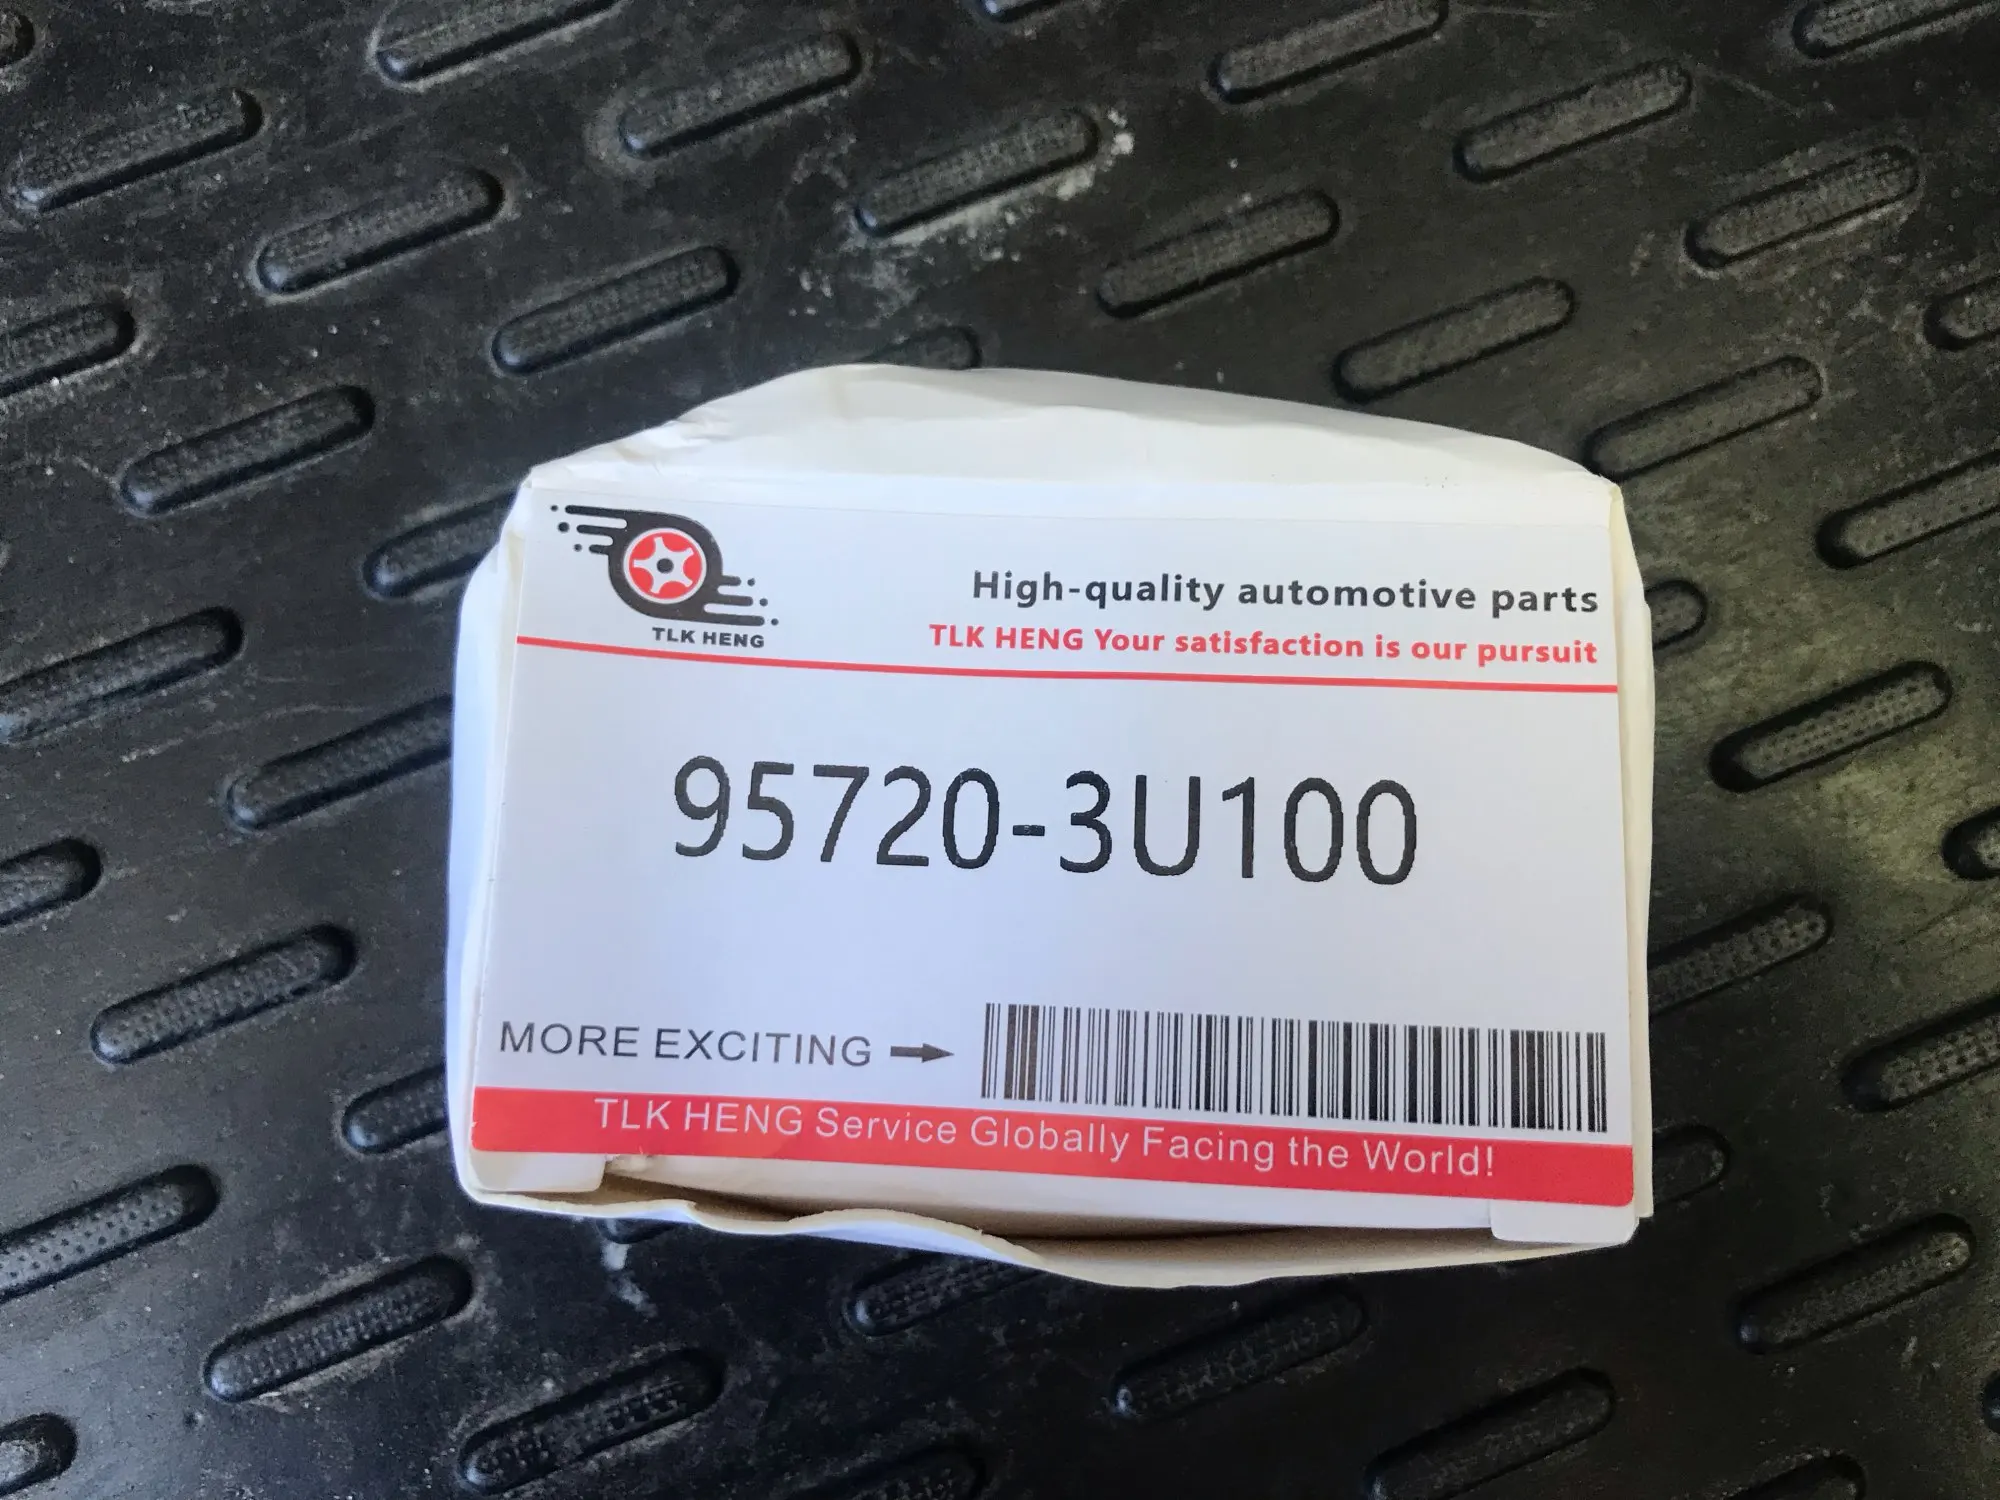 TLK HENG
High-quality automotive parts
TLK HENG Your satisfaction is our pursuit
95720-3U100
MORE EXCITING
TLK HENG Service Globally Facing the World!